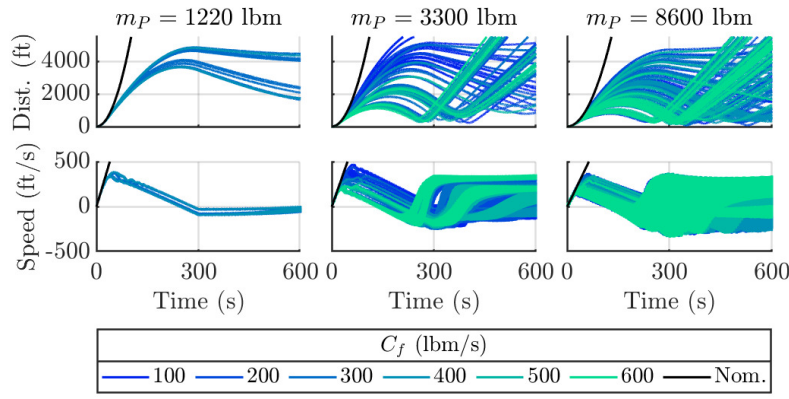 m_P = 1220 lbm m_P = 3300 lbm m_P = 8600 lbm
Dist. (ft)
4000
2000
0
Speed (ft/s)
500
0
-500
0 300 600 0 300 600 0 300 600
Time (s) Time (s) Time (s)
C_f (lbm/s)
100 200 300 400 500 600 Nom.